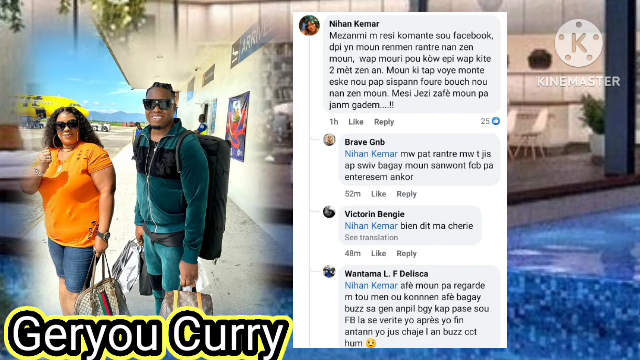 Nihan Kemar
Mezanmi m resi komante sou facebook,
dpi yn moun renmen rantre nan zen
moun,  wap mouri pou kòw epi wap kite
2 mèt zen an. Moun ki tap voye monte
eske nou pap sispann foure bouch nou
nan zen moun. Mesi Jezi zafè moun pa
janm gadem....!!
1h Like Reply 25
Brave Gnb
Nihan Kemar mw pat rantre mw t jis
ap swiv bagay moun sanwont fcb pa
enteresem ankor
52m Like Reply
Victorin Bengie
Nihan Kemar bien dit ma cherie
See translation
48m Like Reply
Wantama L. F Delisca
Nihan Kemar afè moun pa regarde
m tou men ou konnnen afè bagay
buzz sa gen anpil bgy kap pase sou
FB la se verite yo après yo fin
antann yo jus chaje l an buzz cct
hum 😢
K
KINEMASTER
Geryou Curry